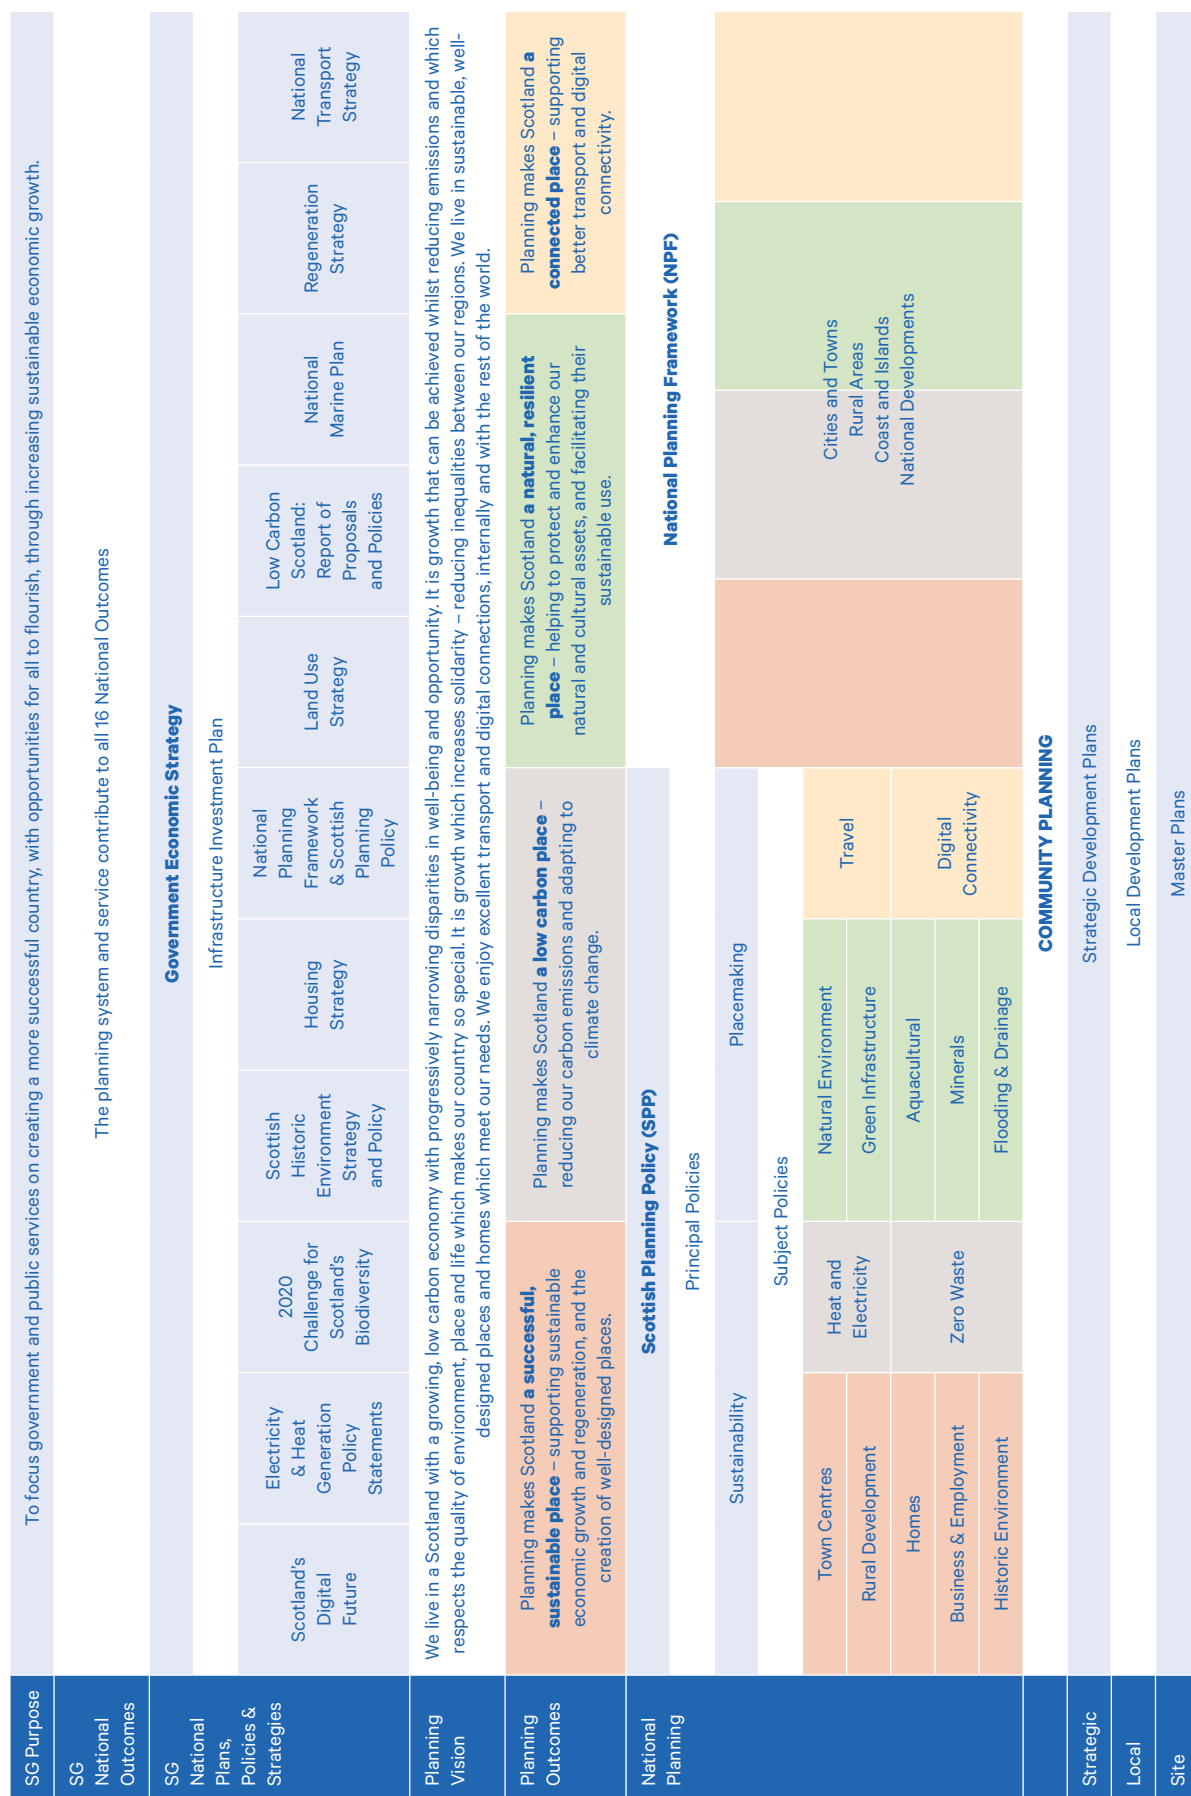 SG Purpose
To focus government and public services on creating a more successful country, with opportunities for all to flourish, through increasing sustainable economic growth.
SG
National
Outcomes
The planning system and service contribute to all 16 National Outcomes
SG
National
Plans,
Policies &
Strategies
Government Economic Strategy
Infrastructure Investment Plan
Scotland's
Digital
Future
Electricity
& Heat
Generation
Policy
Statements
2020
Challenge for
Scotland's
Biodiversity
Scottish
Historic
Environment
Strategy
and Policy
Housing
Strategy
National
Planning
Framework
& Scottish
Planning
Policy
Land Use
Strategy
Low Carbon
Scotland:
Report of
Proposals
and Policies
National
Marine Plan
Regeneration
Strategy
National
Transport
Strategy
Planning
Vision
We live in a Scotland with a growing, low carbon economy with progressively narrowing disparities in well-being and opportunity. It is growth that can be achieved whilst reducing emissions and which
respects the quality of environment, place and life which makes our country so special. It is growth which increases solidarity – reducing inequalities between our regions. We live in sustainable, well-
designed places and homes which meet our needs. We enjoy excellent transport and digital connections, internally and with the rest of the world.
Planning
Outcomes
Planning makes Scotland a successful,
sustainable place – supporting sustainable
economic growth and regeneration, and the
creation of well-designed places.
Planning makes Scotland a low carbon place –
reducing our carbon emissions and adapting to
climate change.
Planning makes Scotland a natural, resilient
place – helping to protect and enhance our
natural and cultural assets, and facilitating their
sustainable use.
Planning makes Scotland a
connected place – supporting
better transport and digital
connectivity.
National
Planning
Scottish Planning Policy (SPP)
Principal Policies
Sustainability
Placemaking
Subject Policies
Town Centres
Rural Development
Homes
Business & Employment
Historic Environment
Heat and
Electricity
Zero Waste
Natural Environment
Green Infrastructure
Aquacultural
Minerals
Flooding & Drainage
Travel
Digital
Connectivity
National Planning Framework (NPF)
Cities and Towns
Rural Areas
Coast and Islands
National Developments
COMMUNITY PLANNING
Strategic
Strategic Development Plans
Local
Local Development Plans
Site
Master Plans